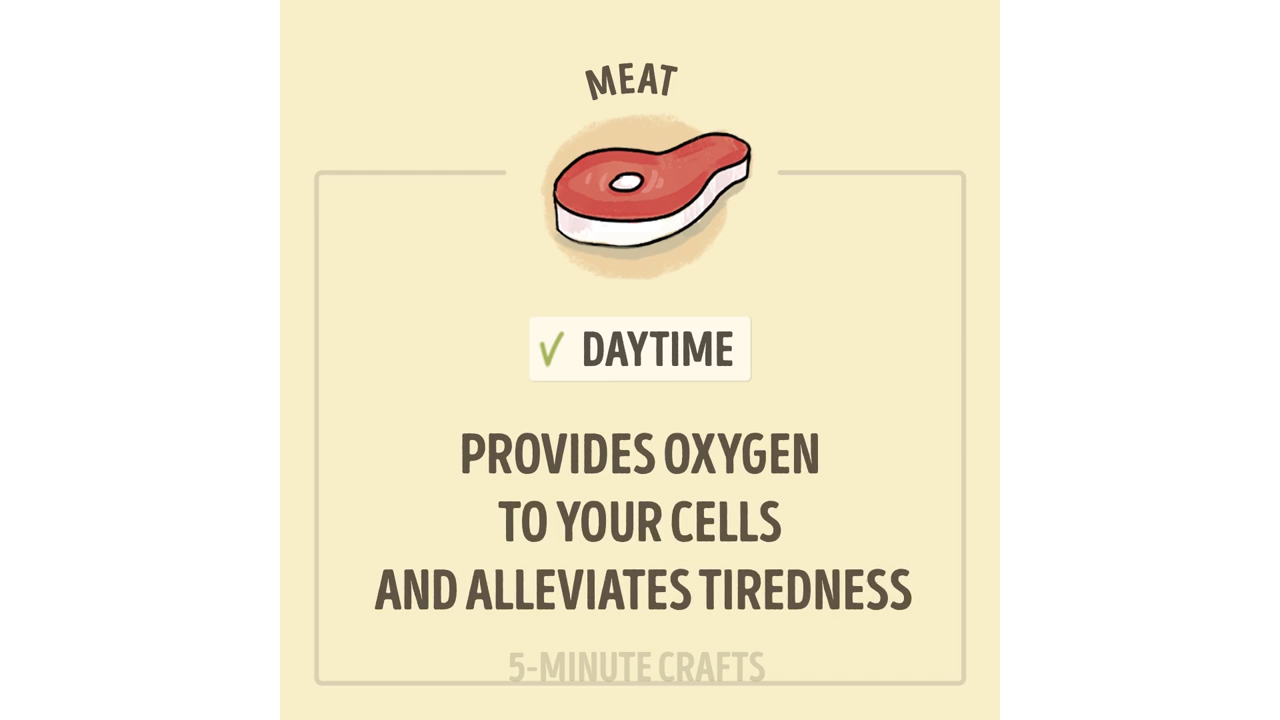 MEAT
✓ DAYTIME
PROVIDES OXYGEN
TO YOUR CELLS
AND ALLEVIATES TIREDNESS
5-MINUTE CRAFTS